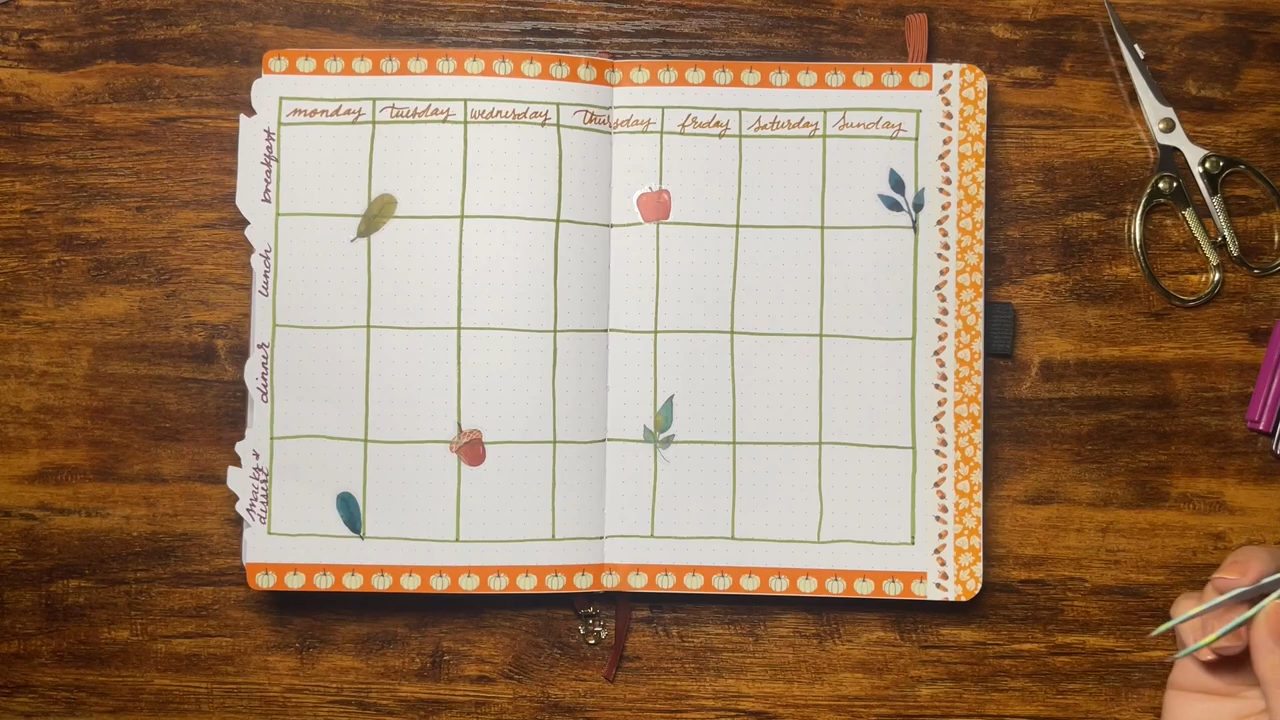 monday tuesday wednesday thursday friday saturday sunday
breakfast
lunch
dinner
snacks &
dessert